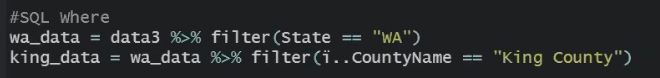 #SQL Where
wa_data = data3 %>% filter(State == "WA")
king_data = wa_data %>% filter(ï..CountyName == "King County")